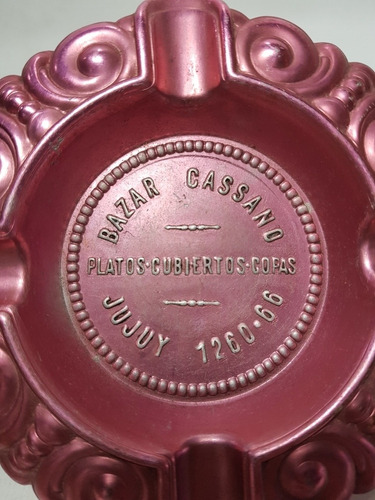 BAZAR CASSANO
PLATOS·CUBIERTOS·COPAS
JUJUY 1260-66